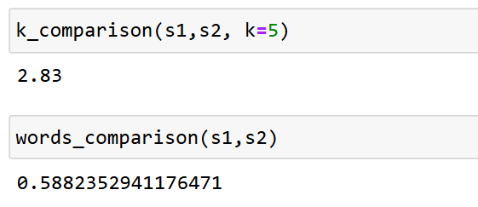 k_comparison(s1,s2, k=5)
2.83
words_comparison(s1,s2)
0.5882352941176471